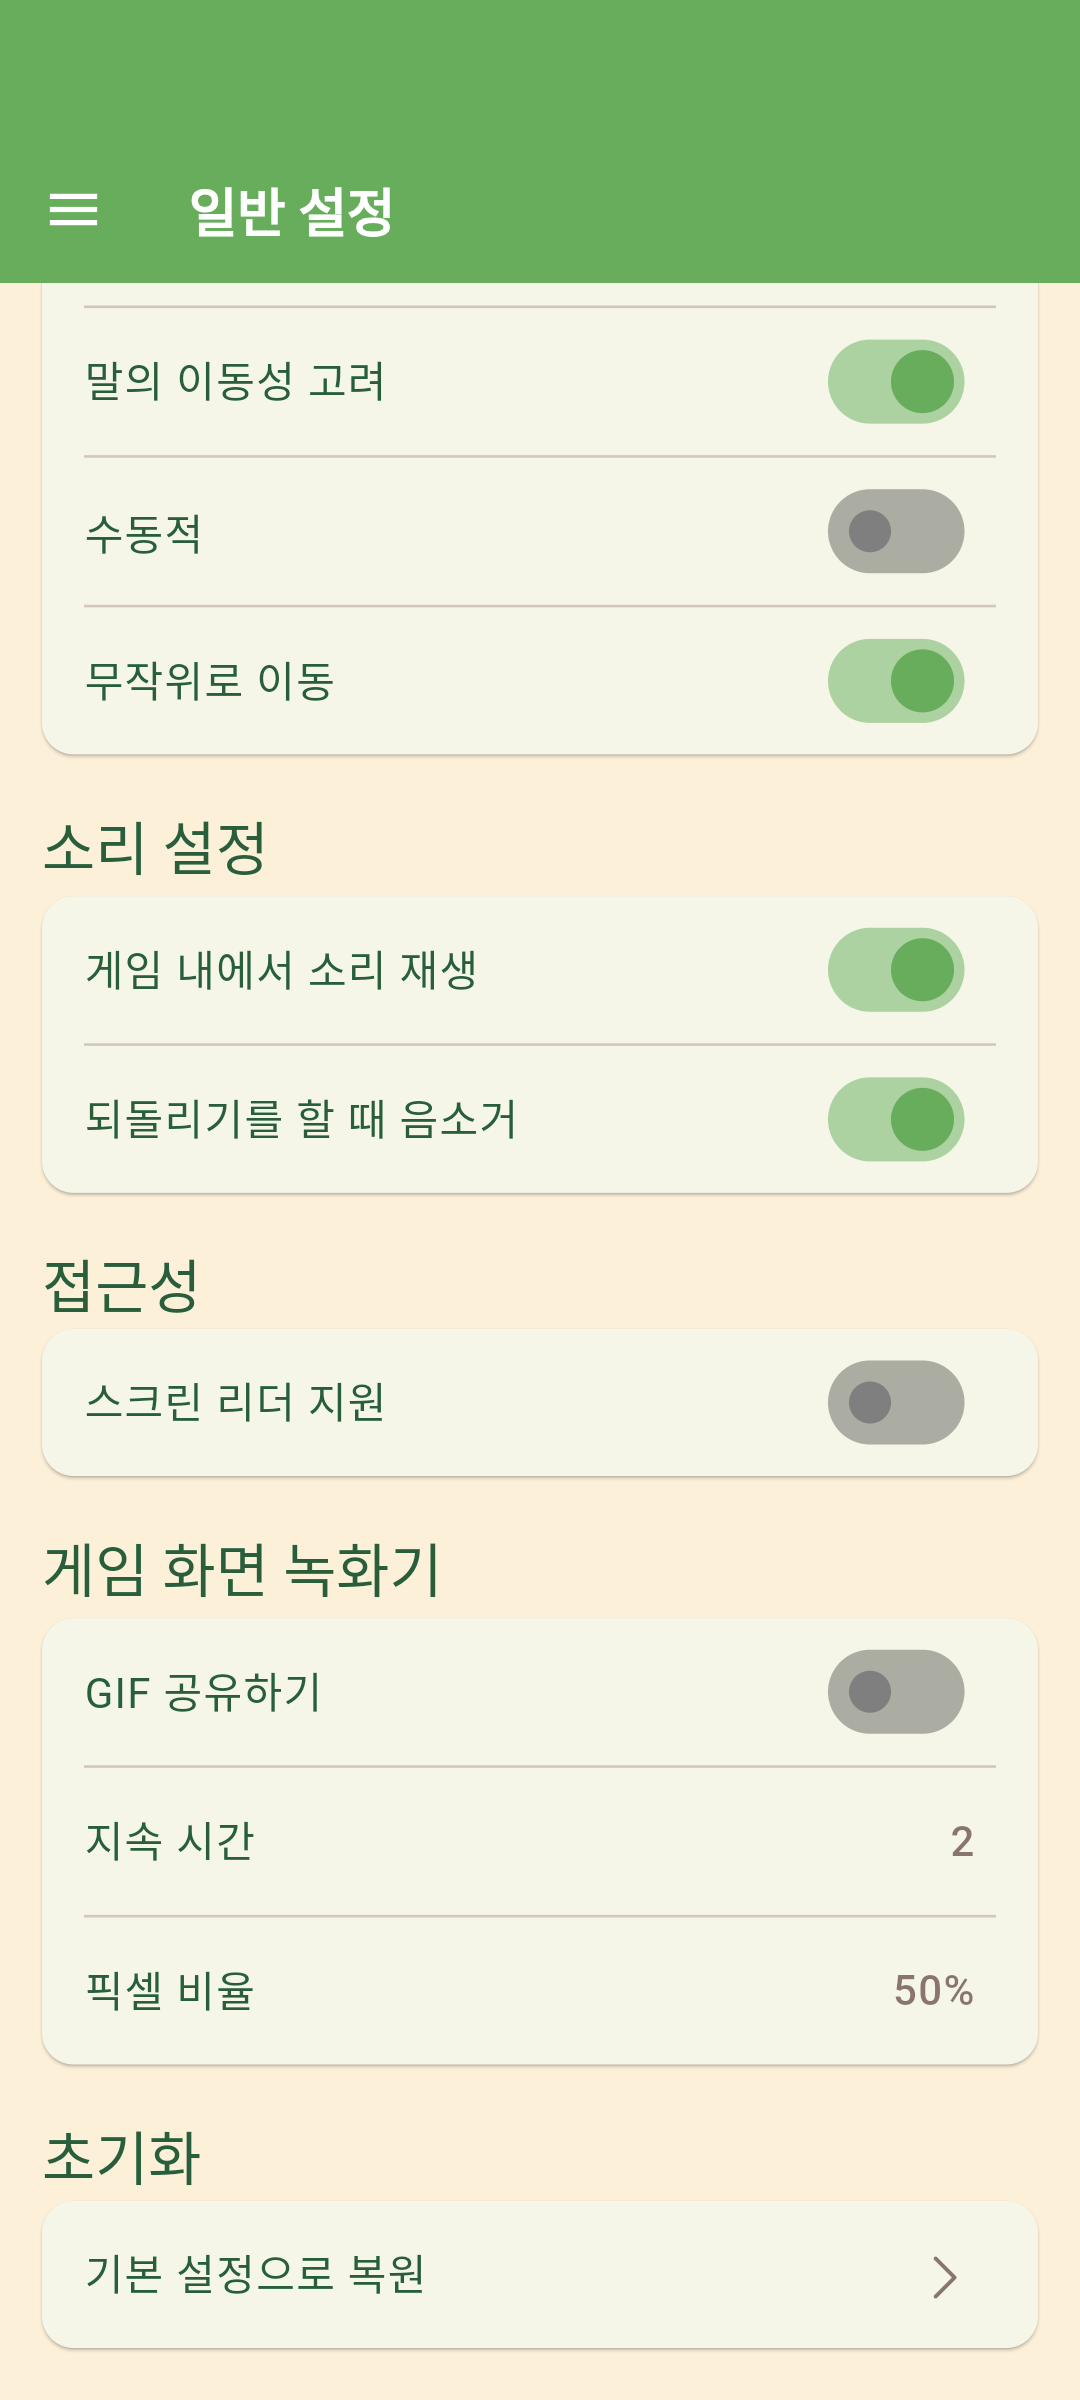 일반 설정
말의 이동성 고려
수동적
무작위로 이동
소리 설정
게임 내에서 소리 재생
되돌리기를 할 때 음소거
접근성
스크린 리더 지원
게임 화면 녹화기
GIF 공유하기
지속 시간 2
픽셀 비율 50%
초기화
기본 설정으로 복원